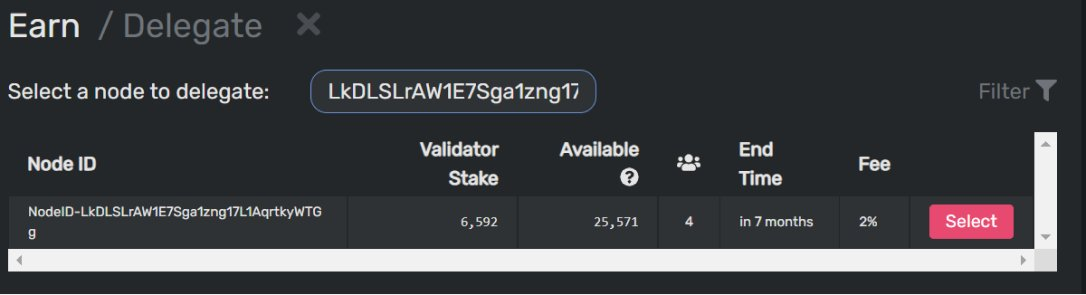 Earn / Delegate ✖
Select a node to delegate: LkDLSLrAW1E7Sga1zng17 Filter
Node ID Validator Stake Available ? End Time Fee
NodeID-LkDLSLrAW1E7Sga1zng17L1AqrtkyWTG
g 6,592 25,571 4 in 7 months 2% Select